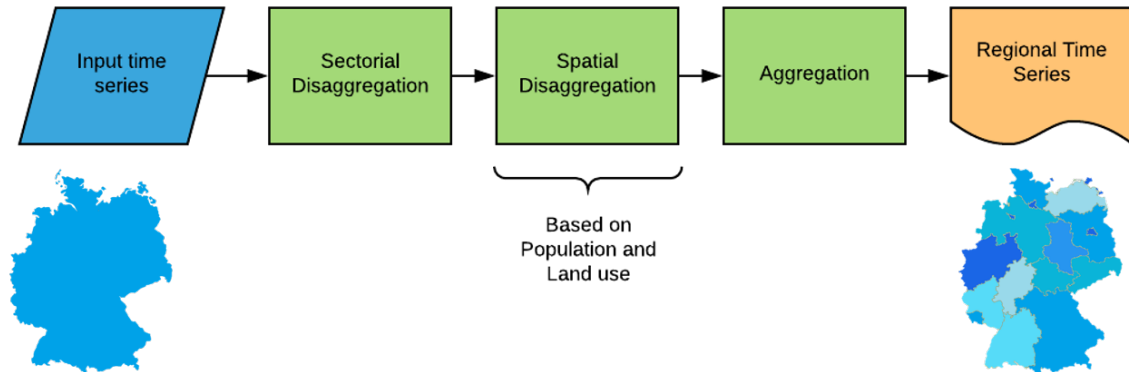 Input time
series
Sectorial
Disaggregation
Spatial
Disaggregation
Aggregation
Regional Time
Series
Based on
Population and
Land use